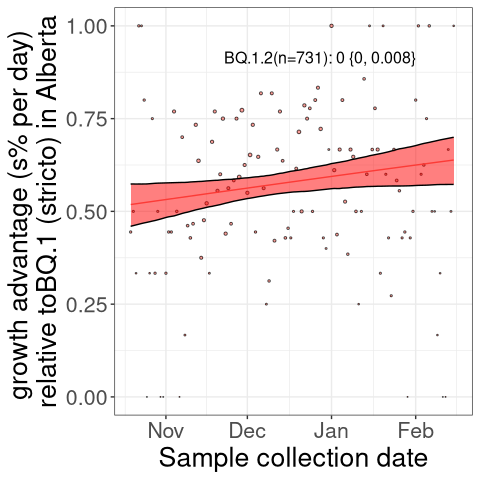 growth advantage (s% per day)
relative toBQ.1 (stricto) in Alberta
BQ.1.2(n=731): 0 {0, 0.008}
1.00
0.75
0.50
0.25
0.00
Nov Dec Jan Feb
Sample collection date